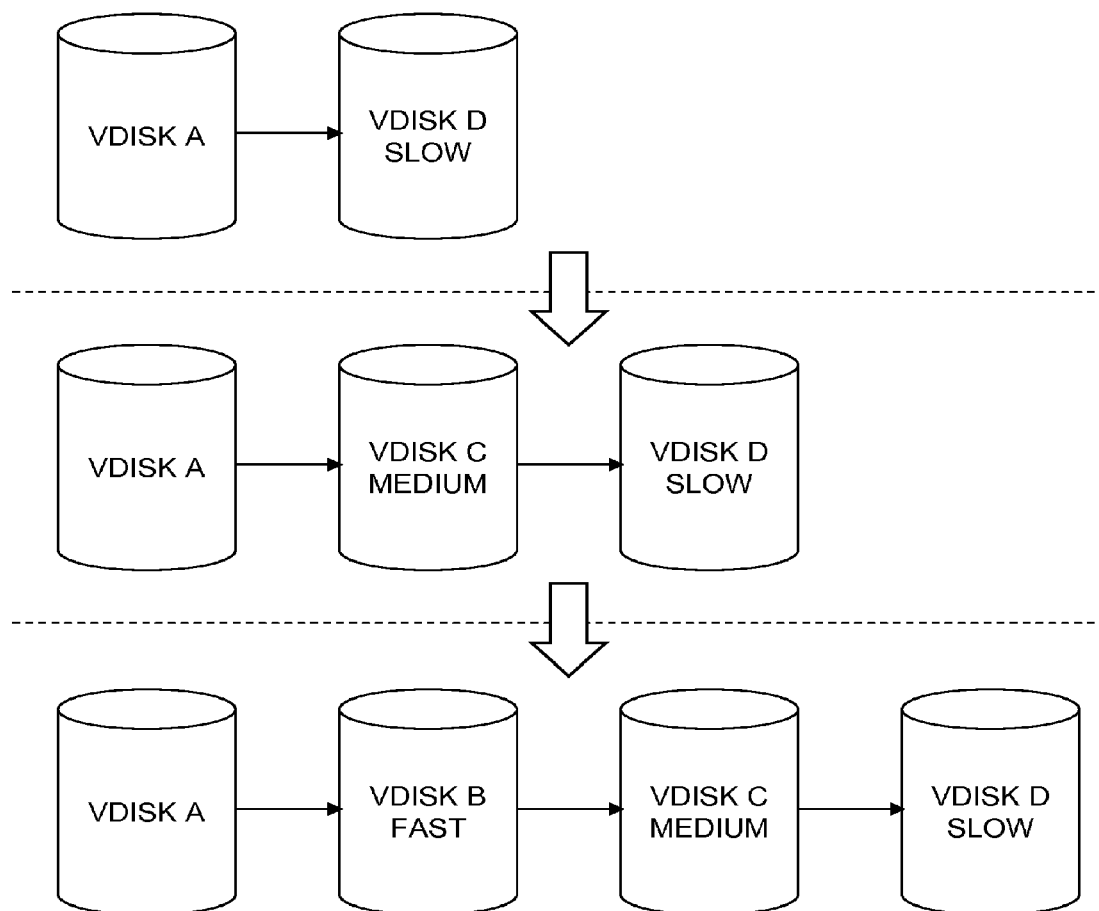 VDISK A
VDISK D
SLOW
VDISK A
VDISK C
MEDIUM
VDISK D
SLOW
VDISK A
VDISK B
FAST
VDISK C
MEDIUM
VDISK D
SLOW